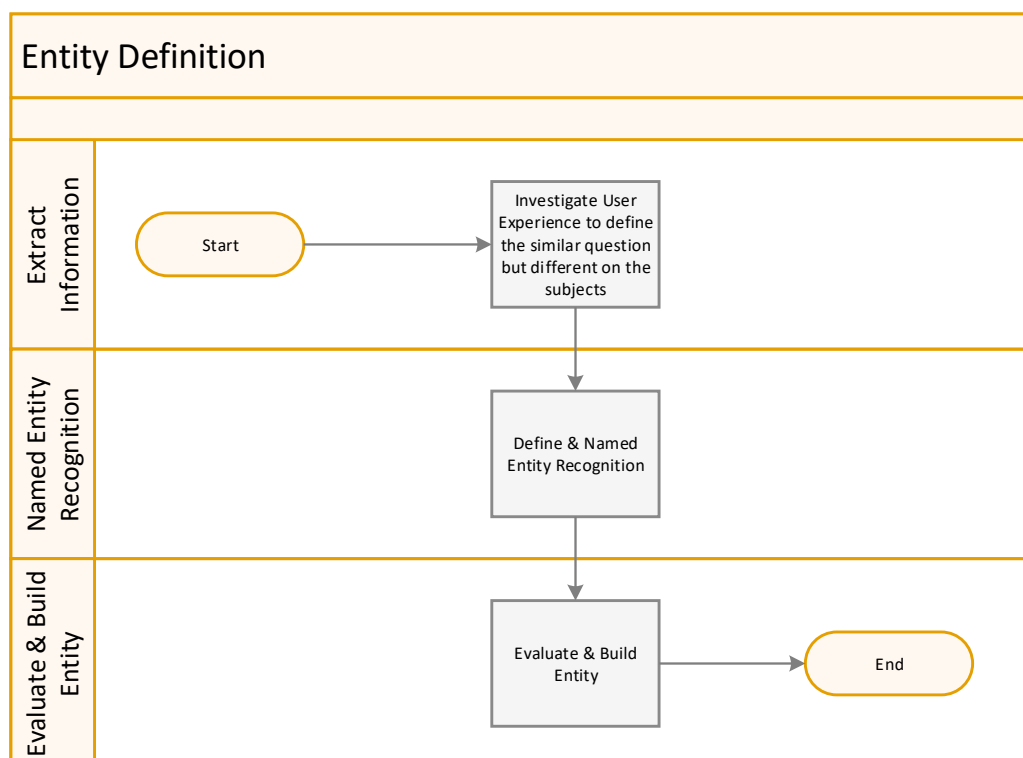 Entity Definition
Extract
Information
Start
Investigate User
Experience to define
the similar question
but different on the
subjects
Named Entity
Recognition
Define & Named
Entity Recognition
Evaluate & Build
Entity
Evaluate & Build
Entity
End